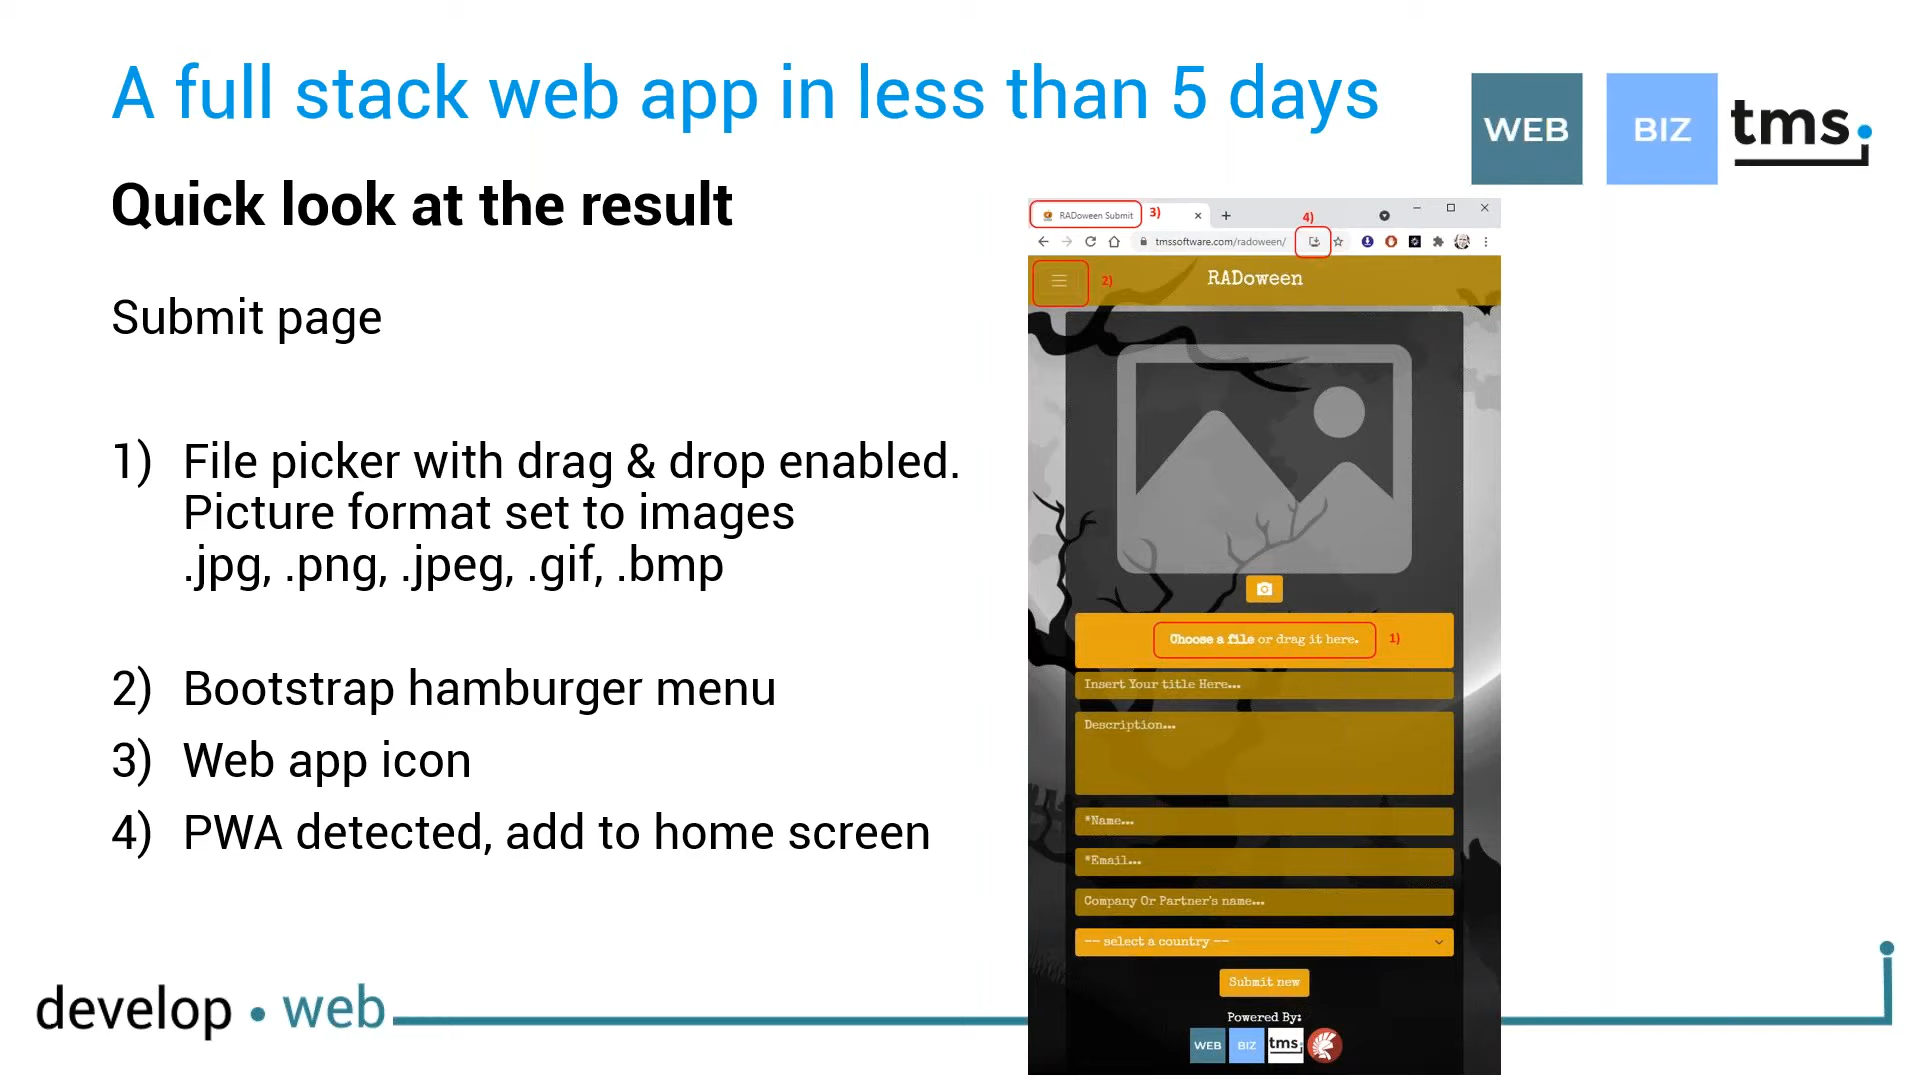 A full stack web app in less than 5 days
WEB
BIZ
tms.
Quick look at the result
Submit page
1) File picker with drag & drop enabled.
Picture format set to images
.jpg, .png, .jpeg, .gif, .bmp
2) Bootstrap hamburger menu
3) Web app icon
4) PWA detected, add to home screen
RADoween Submit
3)
4)
tmssoftware.com/radoween/
2)
RADoween
Choose a file or drag it here.
1)
Insert Your title Here...
Description...
*Name...
*Email...
Company Or Partner's name...
-- select a country --
Submit new
Powered By:
WEB
BIZ
tms.
develop • web